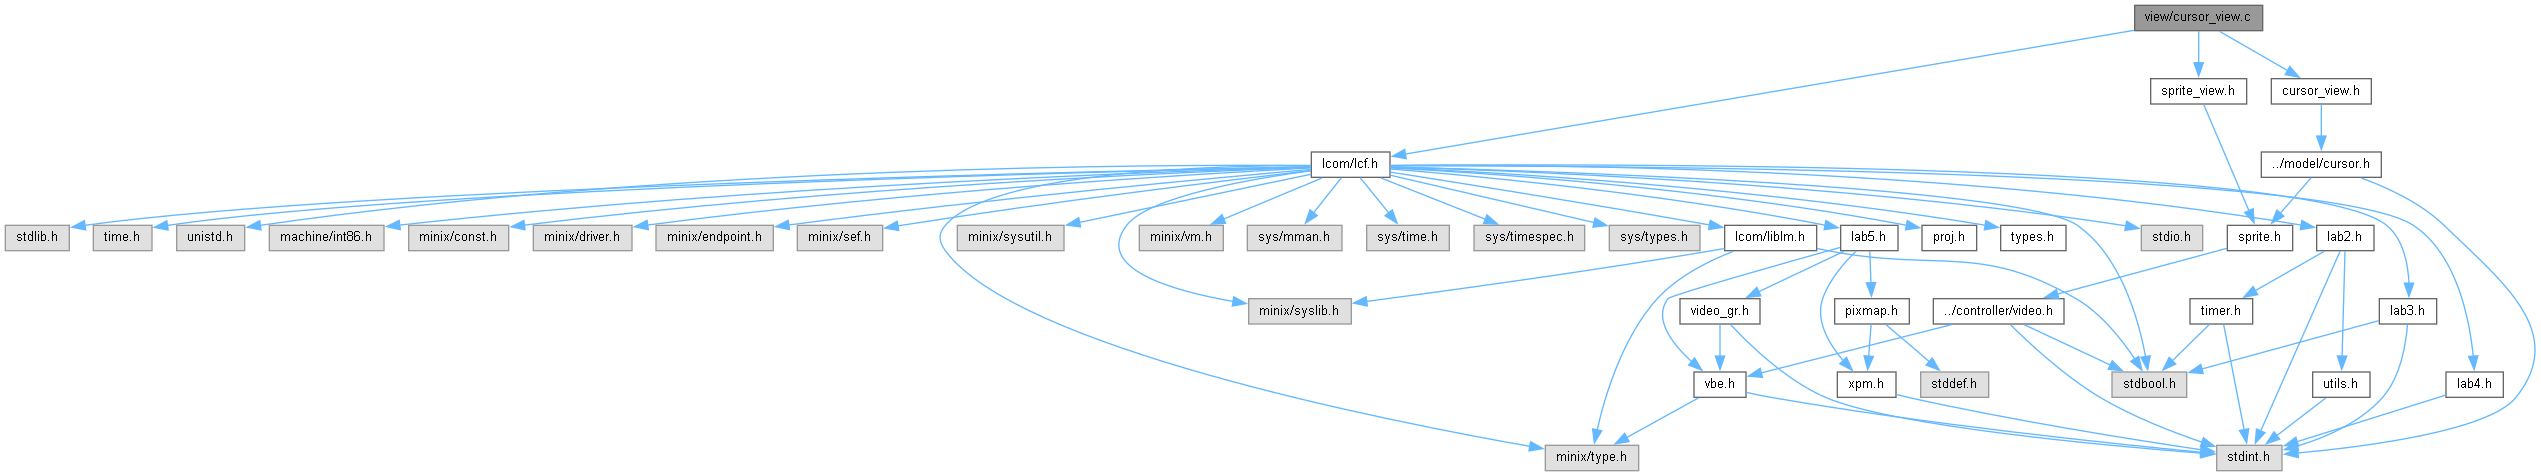 view/cursor_view.c
sprite_view.h
cursor_view.h
lcom/lcf.h
../model/cursor.h
stdlib.h
time.h
unistd.h
machine/int86.h
minix/const.h
minix/driver.h
minix/endpoint.h
minix/sef.h
minix/sysutil.h
minix/vm.h
sys/mman.h
sys/time.h
sys/timespec.h
sys/types.h
lcom/liblm.h
lab5.h
proj.h
types.h
stdio.h
sprite.h
lab2.h
minix/syslib.h
video_gr.h
pixmap.h
../controller/video.h
timer.h
lab3.h
vbe.h
xpm.h
stddef.h
stdbool.h
utils.h
lab4.h
minix/type.h
stdint.h